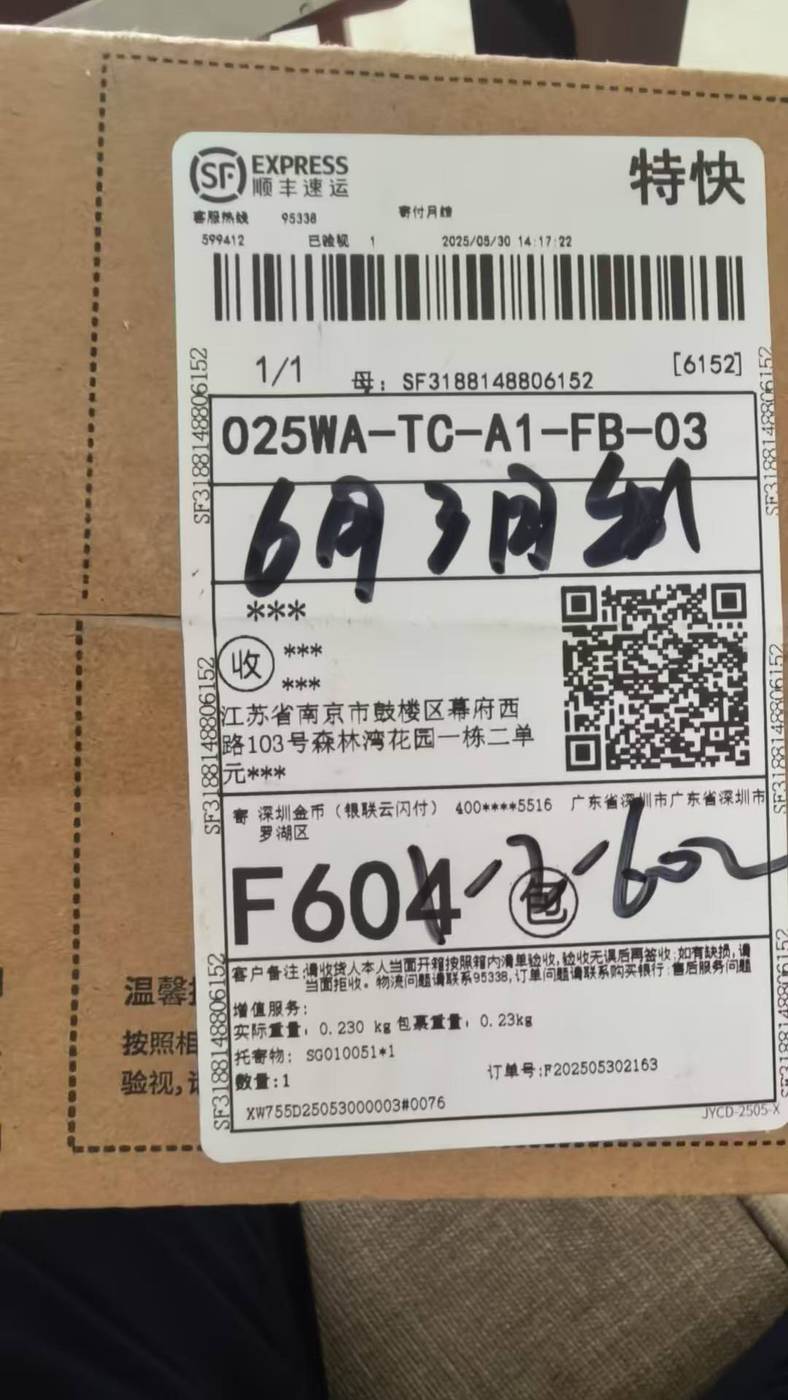 SF EXPRESS
顺丰速运
特快
客服热线 95338 寄付月结
599412 已验视 1 2025/05/30 14:17:22
1/1 母: SF3188148806152 [6152]
SF3188148806152
SF3188148806152
025WA-TC-A1-FB-03
6月3日
***
收 ***
***
江苏省南京市鼓楼区幕府西
路103号森林湾花园一栋二单
元***
SF3188148806152
SF3188148806152
寄 深圳金币(银联云闪付) 400****5516 广东省深圳市广东省深圳市
罗湖区
F604 包
1-2-602
客户备注:请收货人本人当面开箱按照箱内清单验收,验收无误后再签收;如有缺损,请
当面拒收。物流问题请联系95338,订单问题请联系购买银行;售后服务问题
增值服务:
实际重量: 0.230 kg 包裹重量: 0.23kg
托寄物: SG010051*1
数量:1 订单号:F202505302163
XW755D25053000003#0076
JYCD-2505-X
SF3188148806152
温馨
按照相
验视,